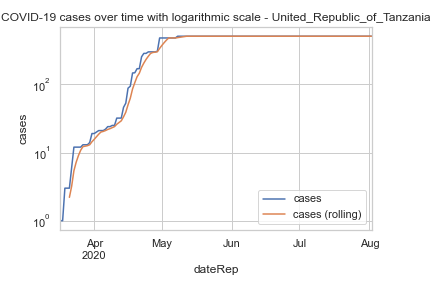 COVID-19 cases over time with logarithmic scale - United_Republic_of_Tanzania
cases
10²
10¹
10⁰
cases
cases (rolling)
Apr
2020
May
Jun
Jul
Aug
dateRep